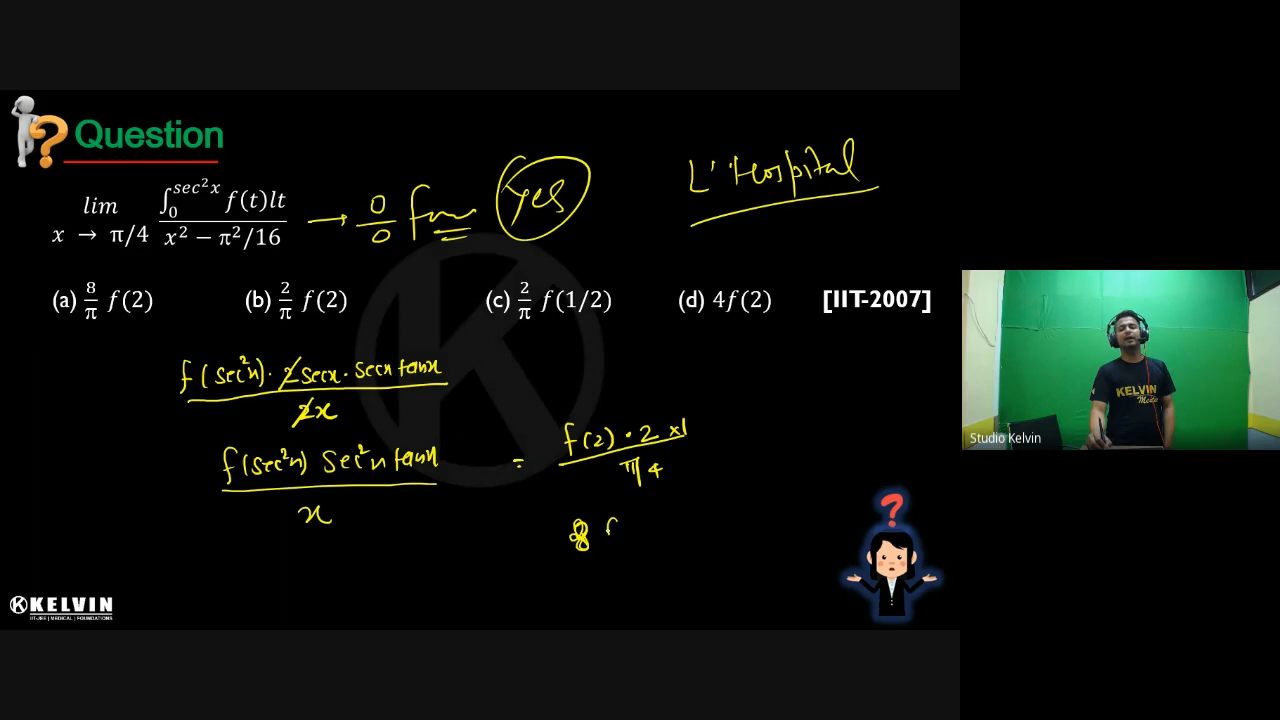 Question
lim x → π/4 ∫₀^{sec²x} f(t)lt / x² − π²/16 → 0/0 form Yes
L' Hospital
(a) 8/π f(2) (b) 2/π f(2) (c) 2/π f(1/2) (d) 4f(2) [IIT-2007]
f(sec²x) · 2secx · secx tanx / 2x
f(sec²x) sec²x tanx / x = f(2) · 2 x1 / π/4
8 f
KELVIN
IIT-JEE | MEDICAL | FOUNDATIONS
KELVIN
Studio Kelvin